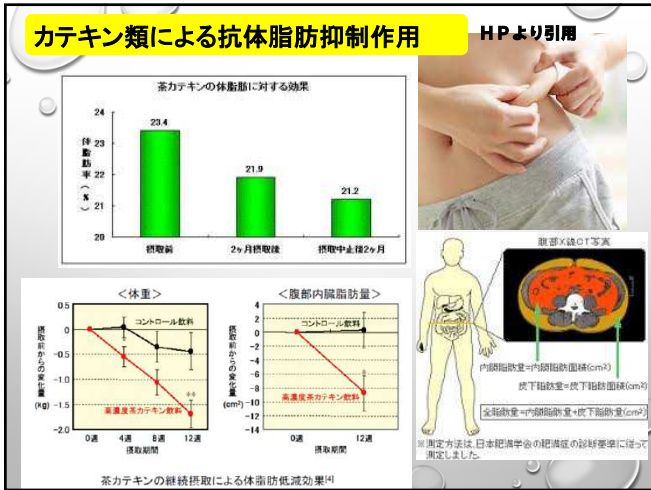 カテキン類による抗体脂肪抑制作用
HPより引用
茶カテキンの体脂肪に対する効果
体脂肪率(%)
24
23
22
21
20
23.4
21.9
21.2
摂取前
2ヶ月摂取後
摂取中止後2ヶ月
＜体重＞
摂取前からの変化量(kg)
0.5
0
-0.5
-1.0
-1.5
-2.0
コントロール飲料
*
**
高濃度茶カテキン飲料
0週 4週 8週 12週
摂取期間
＜腹部内臓脂肪量＞
摂取前からの変化量(cm²)
4
2
0
-2
-4
-6
-8
-10
-12
-14
コントロール飲料
*
高濃度茶カテキン飲料
0週 12週
摂取期間
茶カテキンの継続摂取による体脂肪低減効果[4]
腹部X線CT写真
内臓脂肪量=内臓脂肪面積(cm²)
皮下脂肪量=皮下脂肪面積(cm²)
全脂肪量=内臓脂肪量+皮下脂肪量(cm²)
※測定方法は、日本肥満学会の肥満症の診断基準に従って
測定しました。